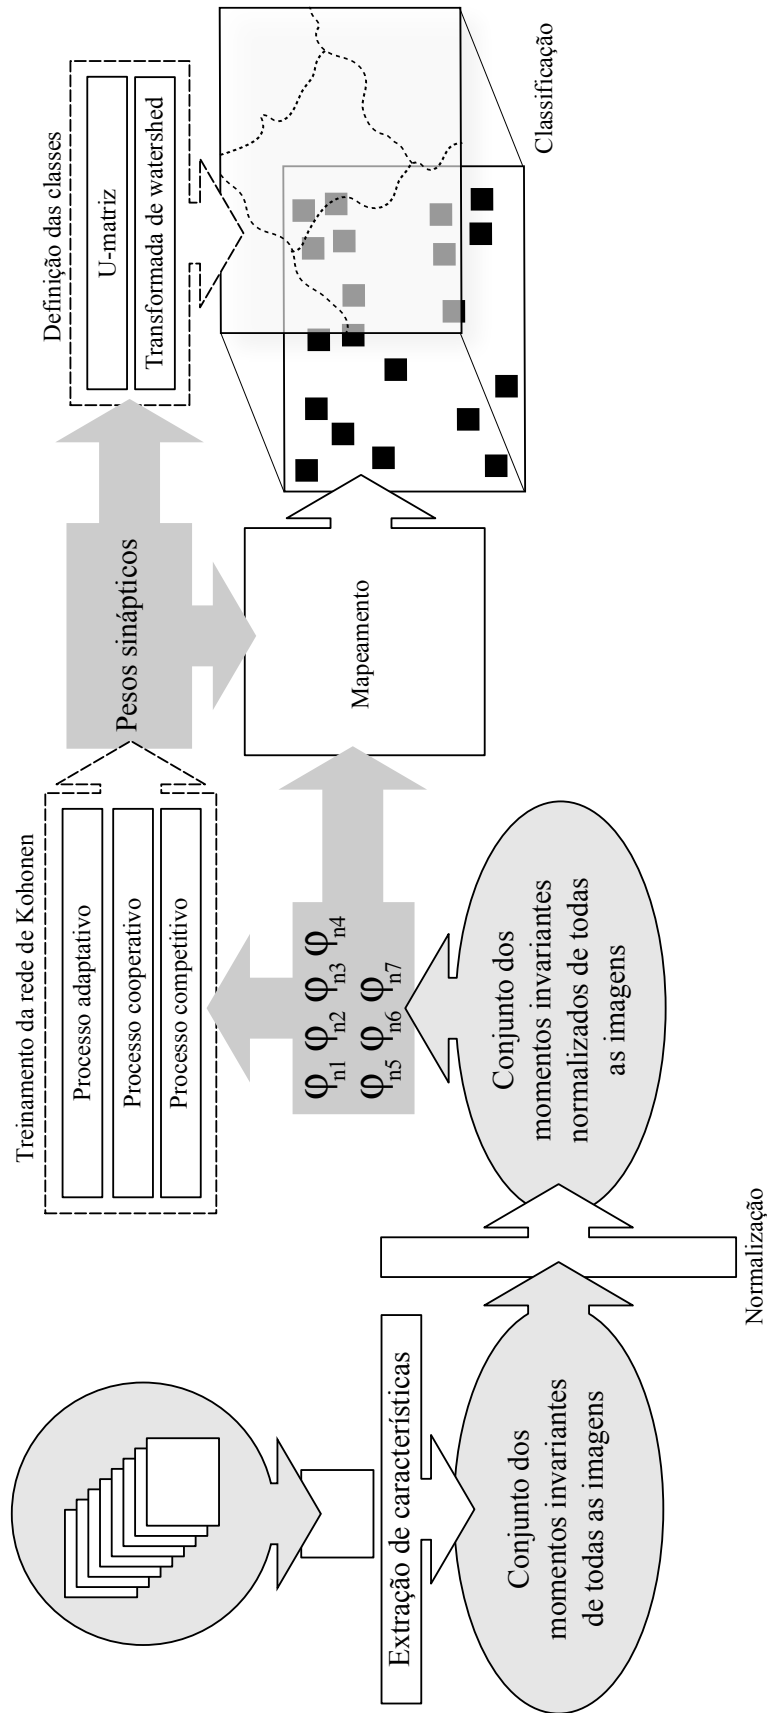 Extração de características
Conjunto dos
momentos invariantes
de todas as imagens
Normalização
Conjunto dos
momentos invariantes
normalizados de todas
as imagens
φn1 φn2 φn3 φn4
φn5 φn6 φn7
Treinamento da rede de Kohonen
Processo adaptativo
Processo cooperativo
Processo competitivo
Pesos sinápticos
Mapeamento
Definição das classes
U-matriz
Transformada de watershed
Classificação